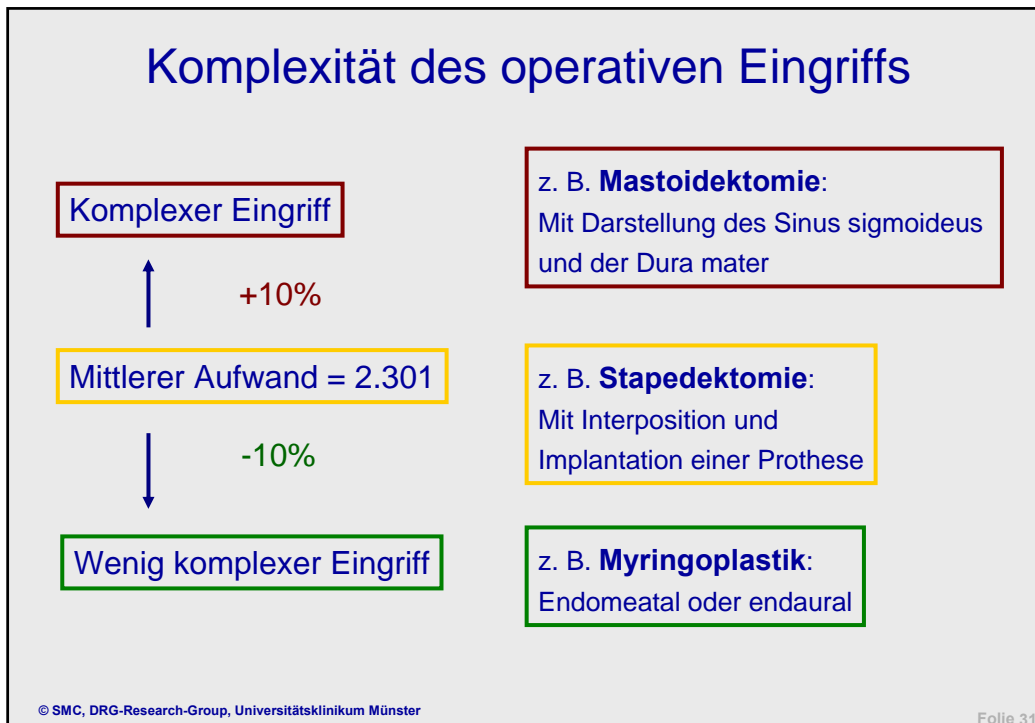 Komplexität des operativen Eingriffs
Komplexer Eingriff
+10%
Mittlerer Aufwand = 2.301
-10%
Wenig komplexer Eingriff
z. B. Mastoidektomie:
Mit Darstellung des Sinus sigmoideus
und der Dura mater
z. B. Stapedektomie:
Mit Interposition und
Implantation einer Prothese
z. B. Myringoplastik:
Endomeatal oder endaural
© SMC, DRG-Research-Group, Universitätsklinikum Münster
Folie 31